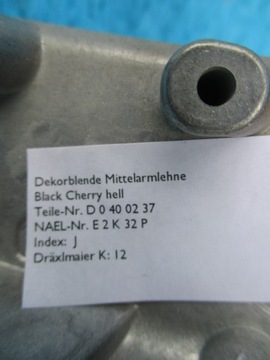 Dekorblende Mittelarmlehne
Black Cherry hell
Teile-Nr. D 0 40 02 37
NAEL-Nr. E 2 K 32 P
Index: J
Dräxlmaier K: 12